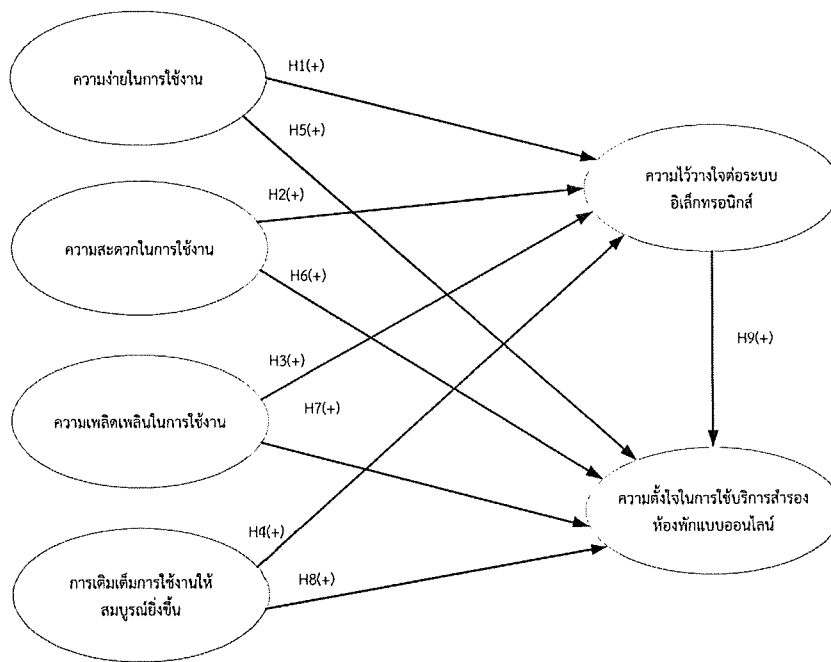 ความง่ายในการใช้งาน
H1(+)
H5(+)
ความไว้วางใจต่อระบบ
อิเล็กทรอนิกส์
H2(+)
ความสะดวกในการใช้งาน
H6(+)
H9(+)
H3(+)
ความเพลิดเพลินในการใช้งาน
H7(+)
ความตั้งใจในการใช้บริการสำรอง
ห้องพักแบบออนไลน์
H4(+)
การเติมเต็มการใช้งานให้
สมบูรณ์ยิ่งขึ้น
H8(+)